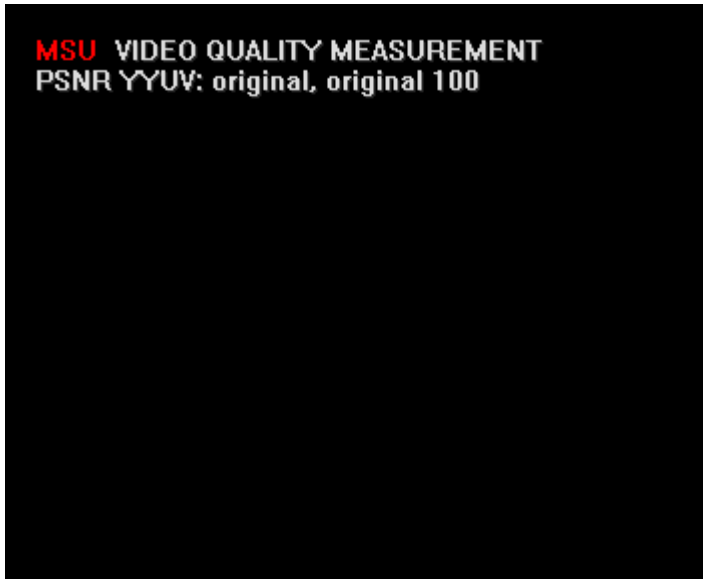 MSU VIDEO QUALITY MEASUREMENT
PSNR YYUV: original, original 100